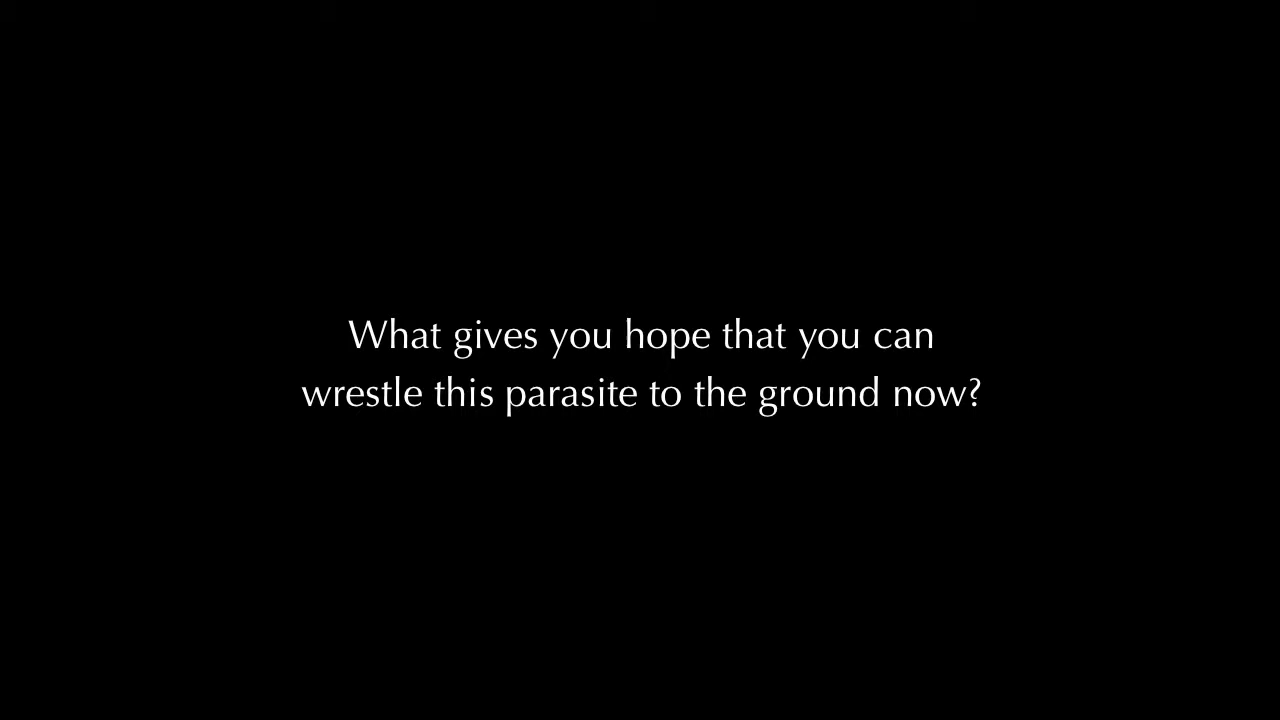 What gives you hope that you can
wrestle this parasite to the ground now?